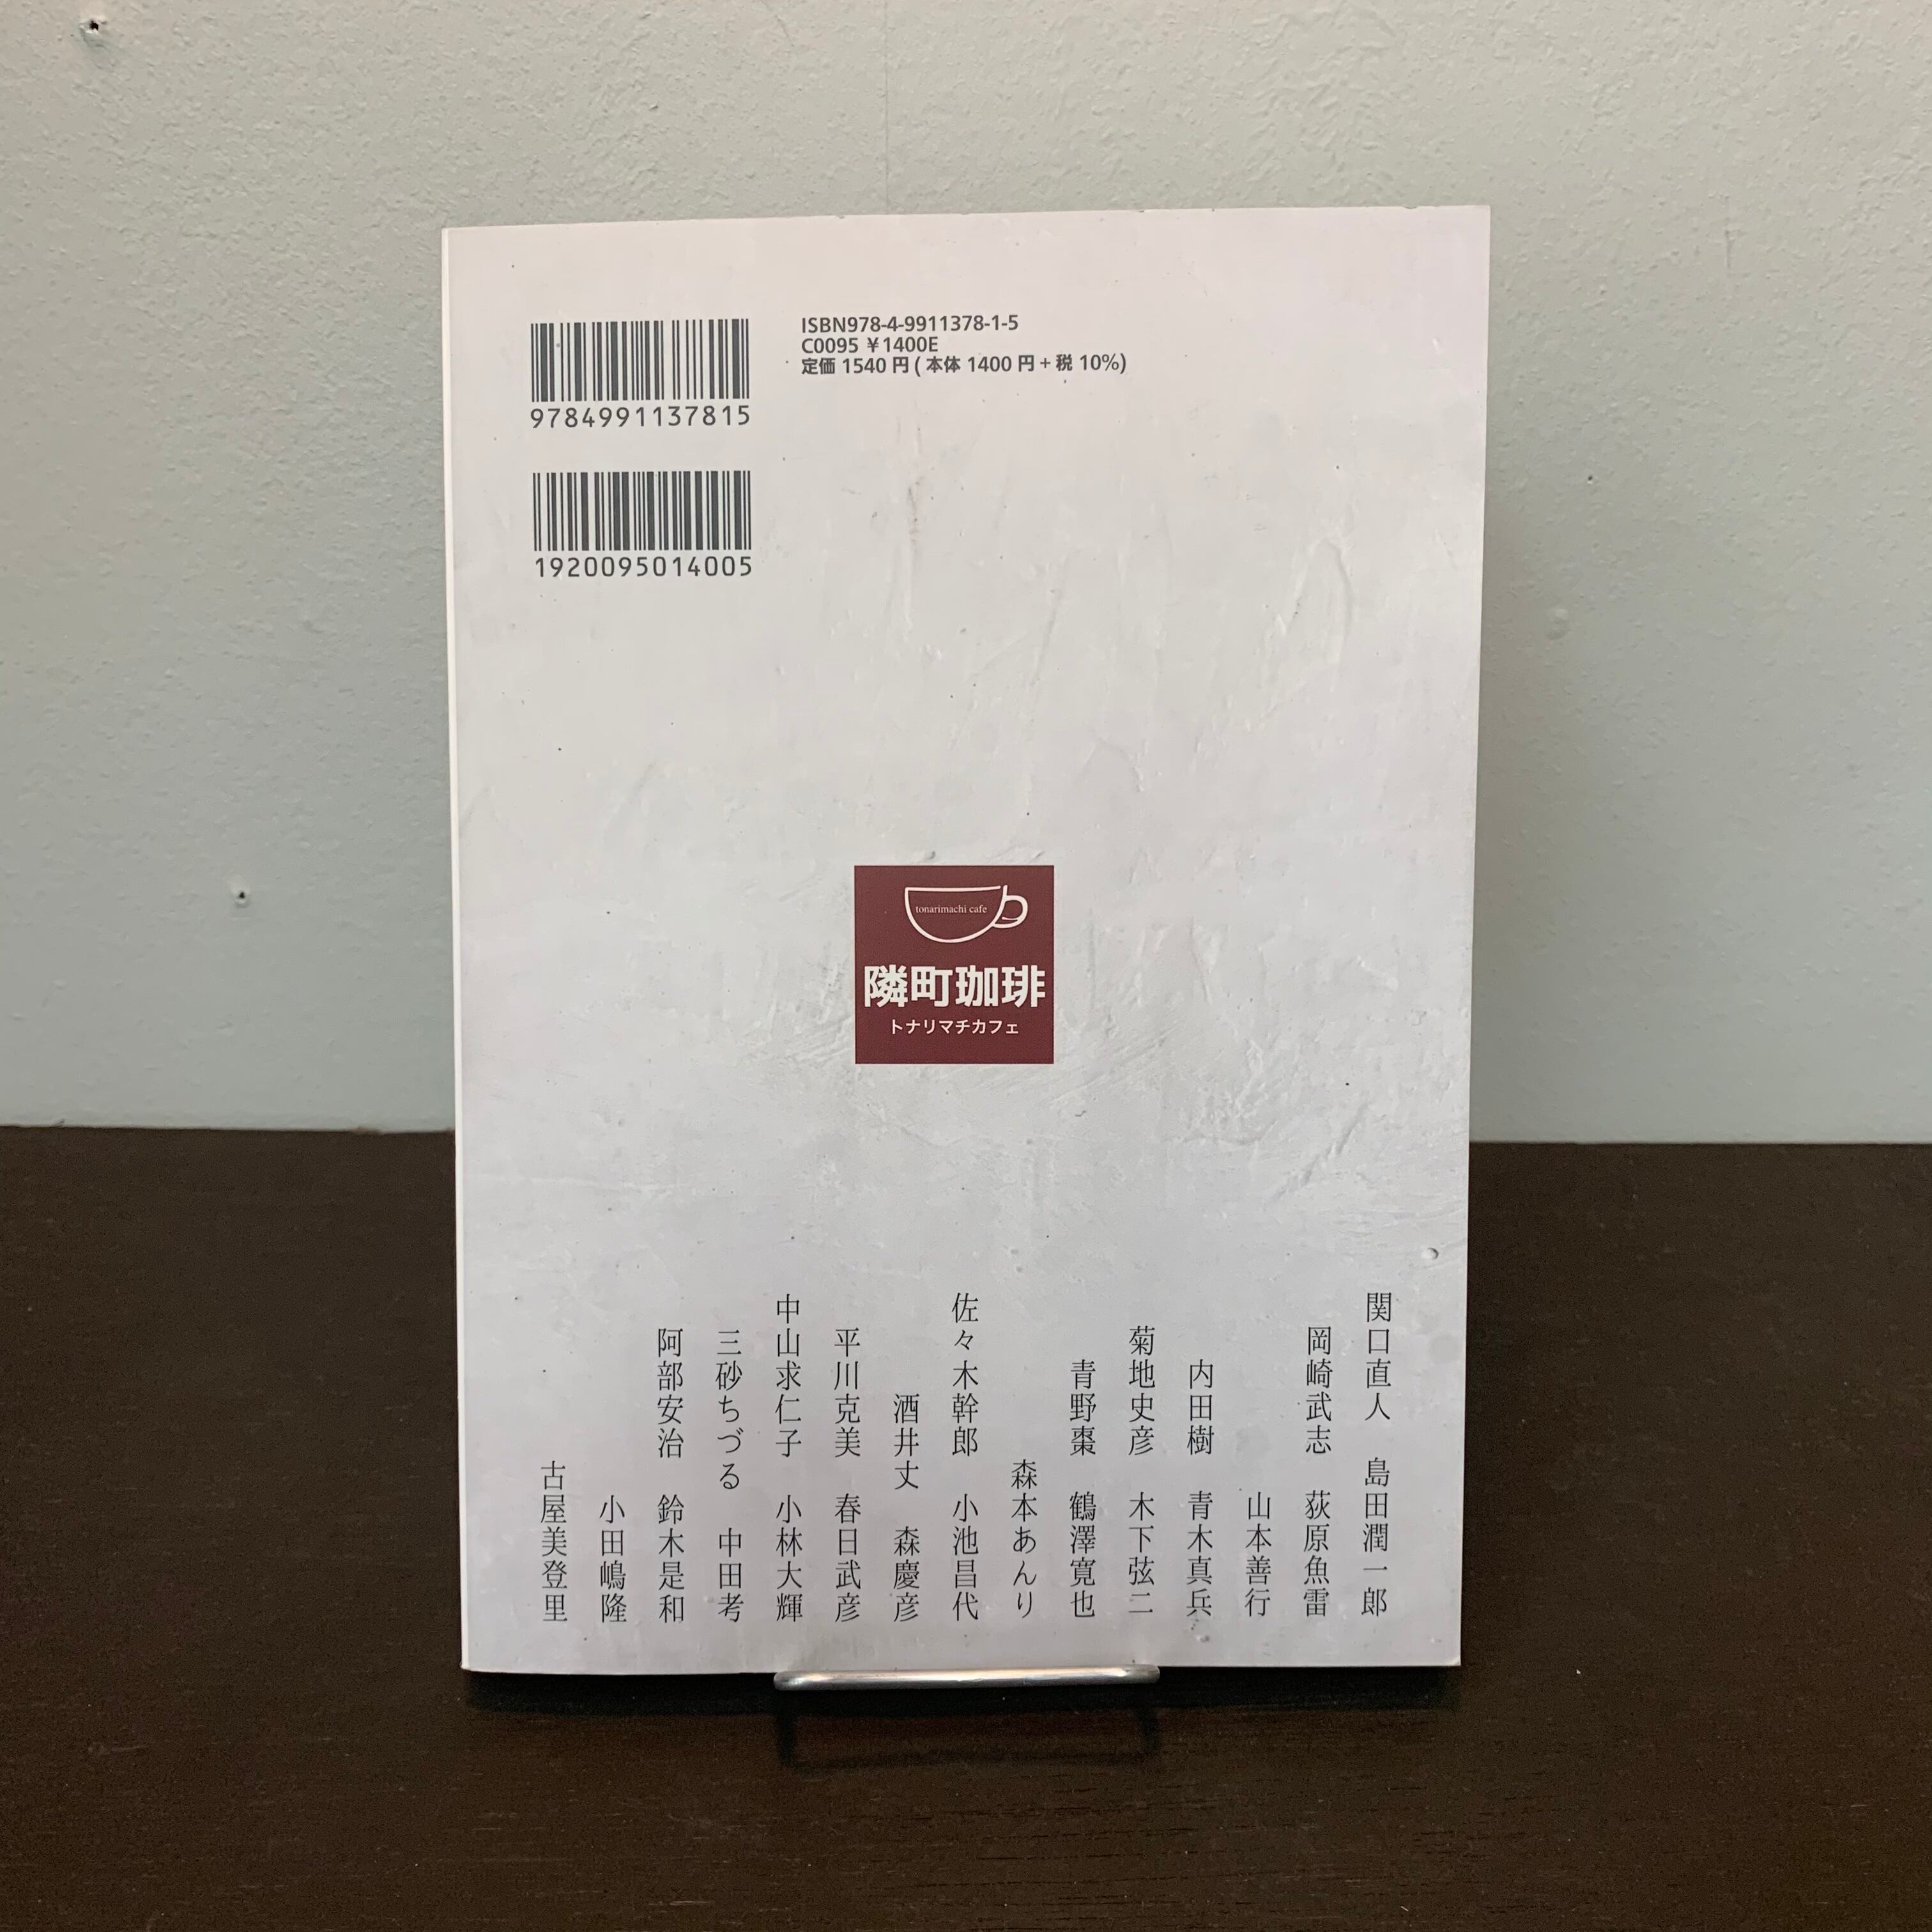 9784991137815
ISBN978-4-9911378-1-5
C0095 ￥1400E
定価 1540 円 ( 本体 1400 円 + 税 10%)
1920095014005
tonarimachi cafe
隣町珈琲
トナリマチカフェ
関口直人 島田潤一郎
岡崎武志 荻原魚雷
山本善行
内田樹 青木真兵
菊地史彦 木下弦二
青野棗 鶴澤寛也
森本あんり
佐々木幹郎 小池昌代
酒井丈 森慶彦
平川克美 春日武彦
中山求仁子 小林大輝
三砂ちづる 中田考
阿部安治 鈴木是和
小田嶋隆
古屋美登里